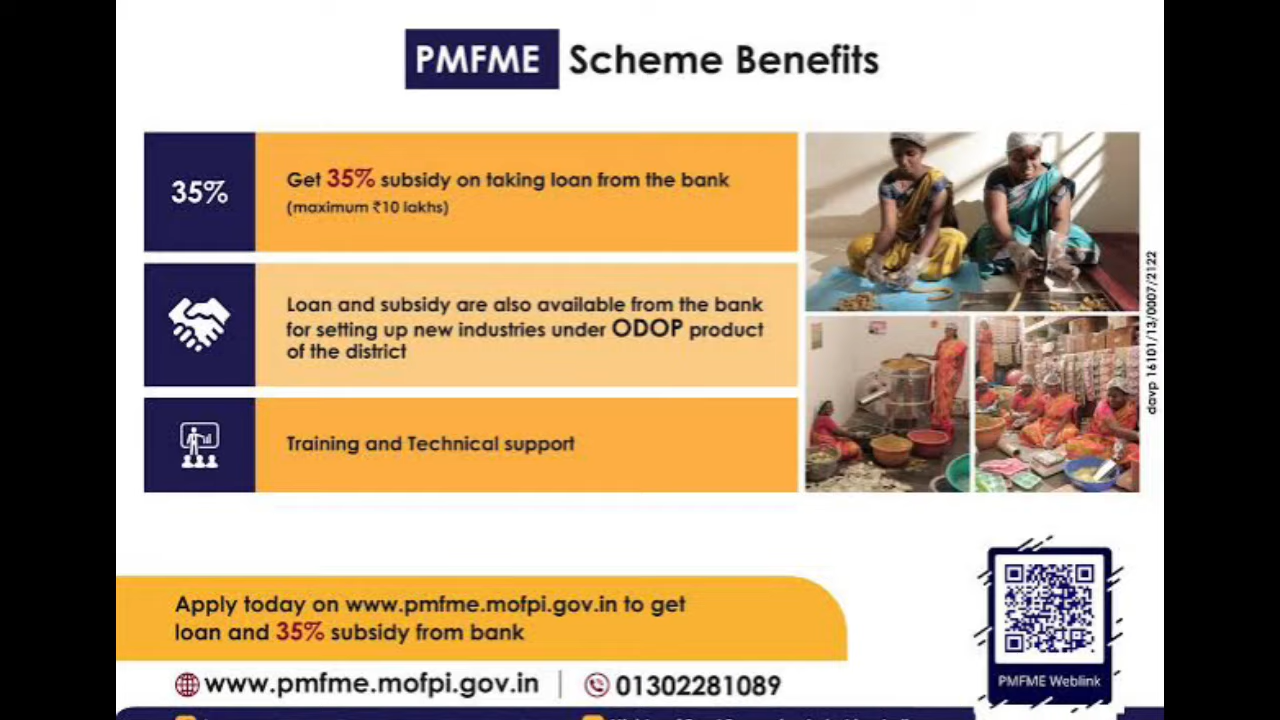 PMFME Scheme Benefits
35%
Get 35% subsidy on taking loan from the bank
(maximum ₹10 lakhs)
Loan and subsidy are also available from the bank
for setting up new industries under ODOP product
of the district
Training and Technical support
davp 16101/13/0007/2122
Apply today on www.pmfme.mofpi.gov.in to get
loan and 35% subsidy from bank
www.pmfme.mofpi.gov.in | 01302281089
PMFME Weblink